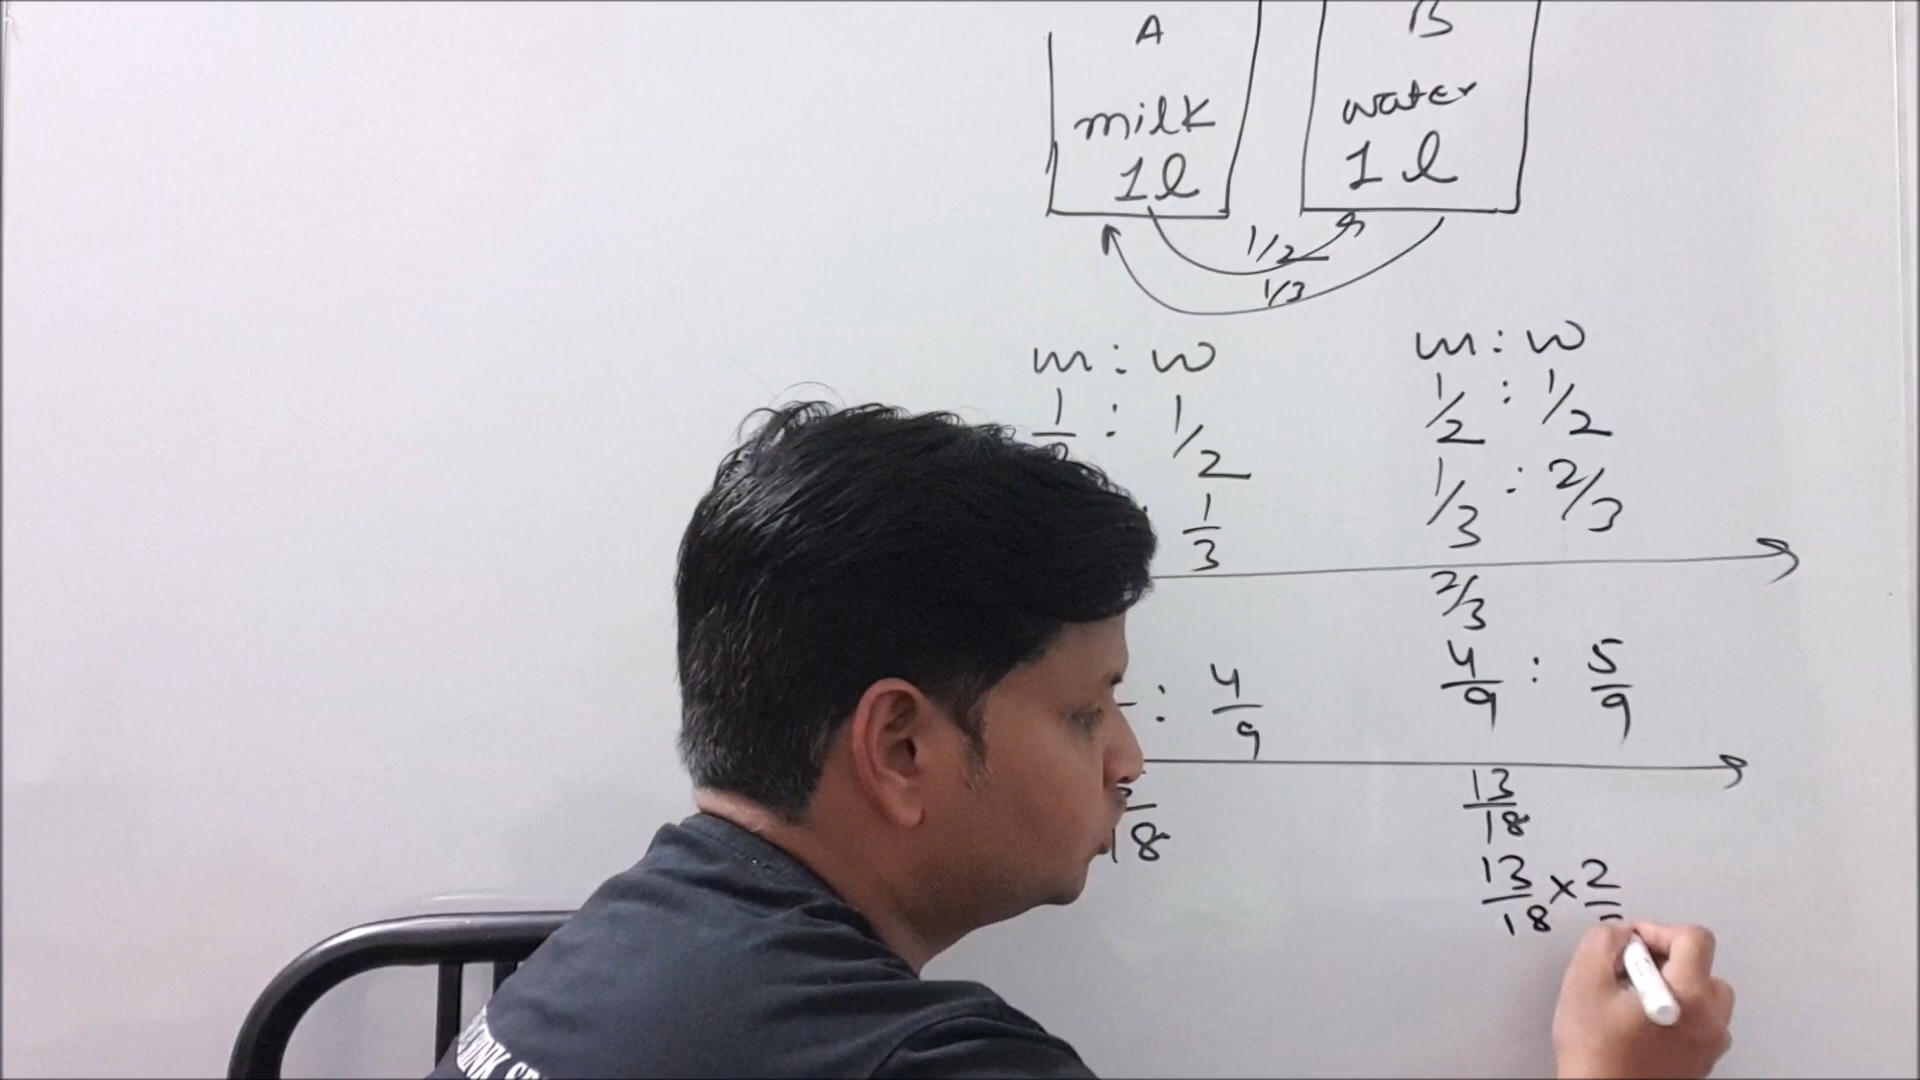 A B
milk water
1l 1l
1/2
1/3
m : w m : w
1/2 : 1/2
: 1/2
1/3 : 2/3
1/3
2/3
: 4/9 4/9 : 5/9
13/18
18
13/18 × 2